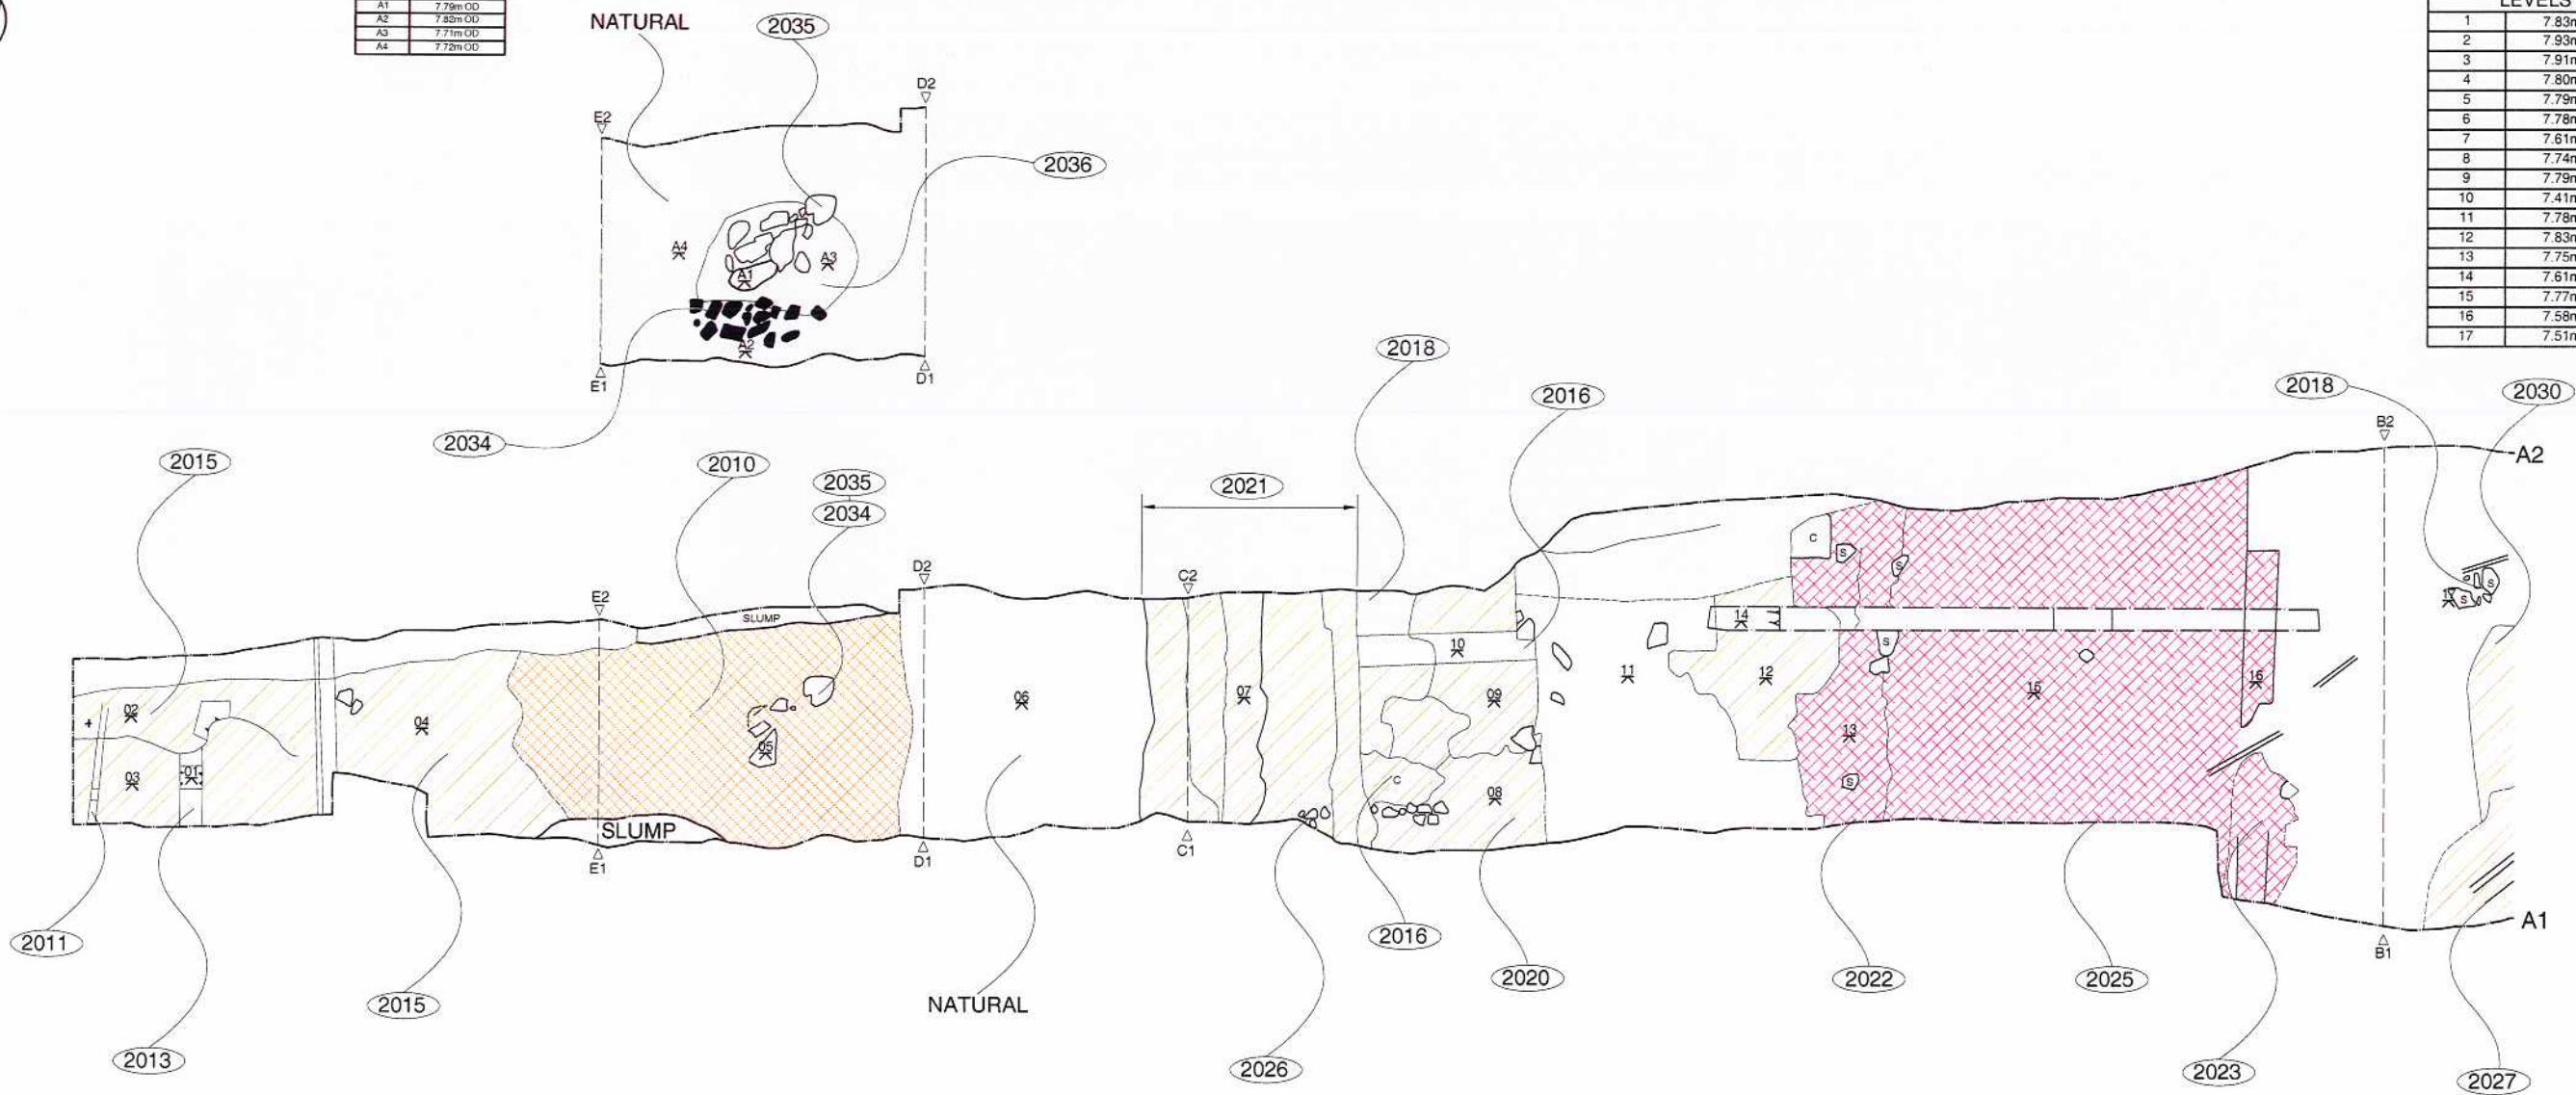 A1 7.79m OD
A2 7.82m OD
A3 7.71m OD
A4 7.72m OD
LEVELS
1 7.83m
2 7.93m
3 7.91m
4 7.80m
5 7.79m
6 7.78m
7 7.61m
8 7.74m
9 7.79m
10 7.41m
11 7.78m
12 7.83m
13 7.75m
14 7.61m
15 7.77m
16 7.58m
17 7.51m
NATURAL
2035
D2
E2
2036
A4
A3
A1
A2
E1
D1
2034
2018
2016
2018
2030
B2
A2
2015
2010
2035
2034
2021
E2
SLUMP
D2
C2
C
S
S
S
S
17
14
10
S
02
04
06
07
09
11
12
15
16
03
01
05
13
C
08
S
SLUMP
E1
D1
C1
A1
B1
2011
2015
NATURAL
2016
2020
2022
2025
2013
2026
2023
2027